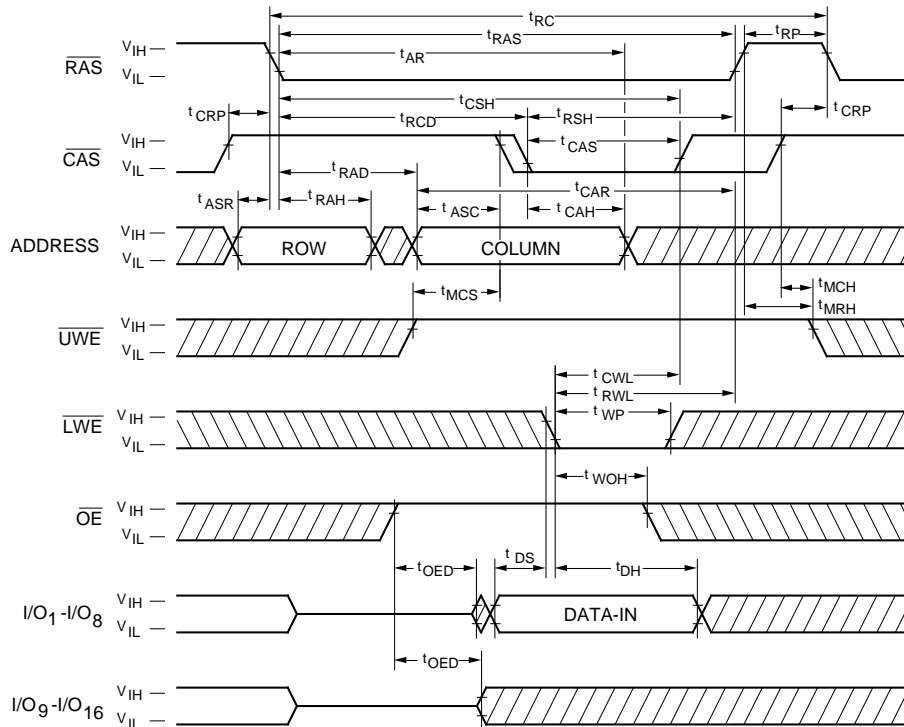 tRC
tRAS
tRP
tAR
RAS
VIH
VIL
tCSH
tCRP
tRCD
tRSH
tCRP
CAS
VIH
VIL
tCAS
tRAD
tCAR
tASR
tRAH
tASC
tCAH
ADDRESS
VIH
VIL
ROW
COLUMN
tMCS
tMCH
tMRH
UWE
VIH
VIL
tCWL
tRWL
tWP
LWE
VIH
VIL
tWOH
OE
VIH
VIL
tOED
tDS
tDH
I/O1-I/O8
VIH
VIL
DATA-IN
tOED
I/O9-I/O16
VIH
VIL